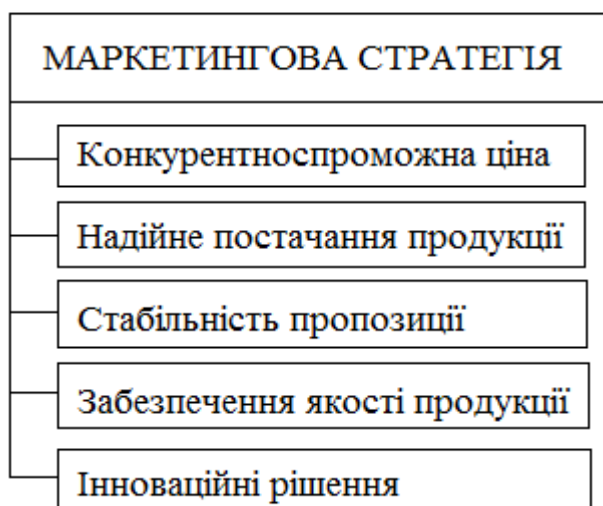 МАРКЕТИНГОВА СТРАТЕГІЯ
Конкурентноспроможна ціна
Надійне постачання продукції
Стабільність пропозиції
Забезпечення якості продукції
Інноваційні рішення